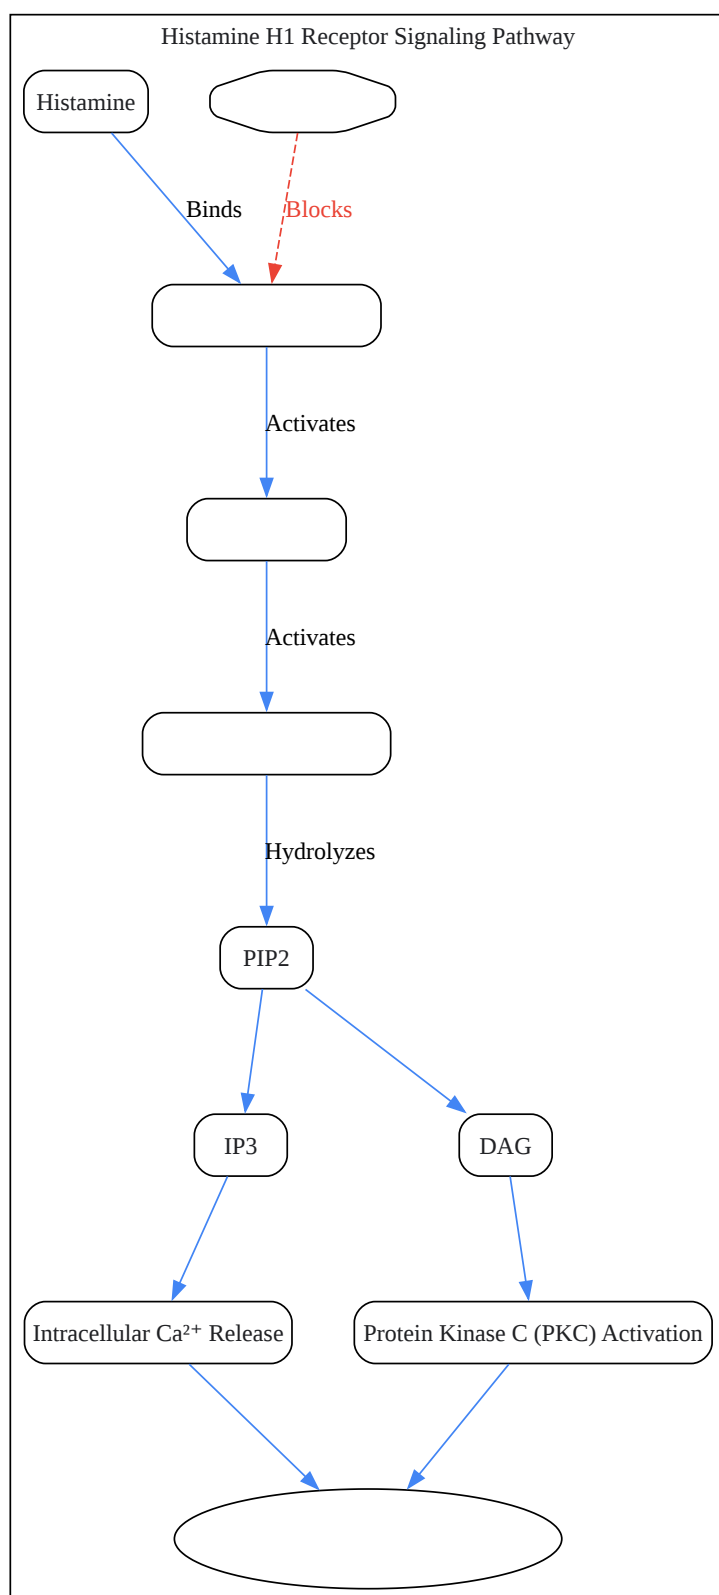 Histamine H1 Receptor Signaling Pathway
Histamine
Binds
Blocks
Activates
Activates
Hydrolyzes
PIP2
IP3
DAG
Intracellular Ca²⁺ Release
Protein Kinase C (PKC) Activation